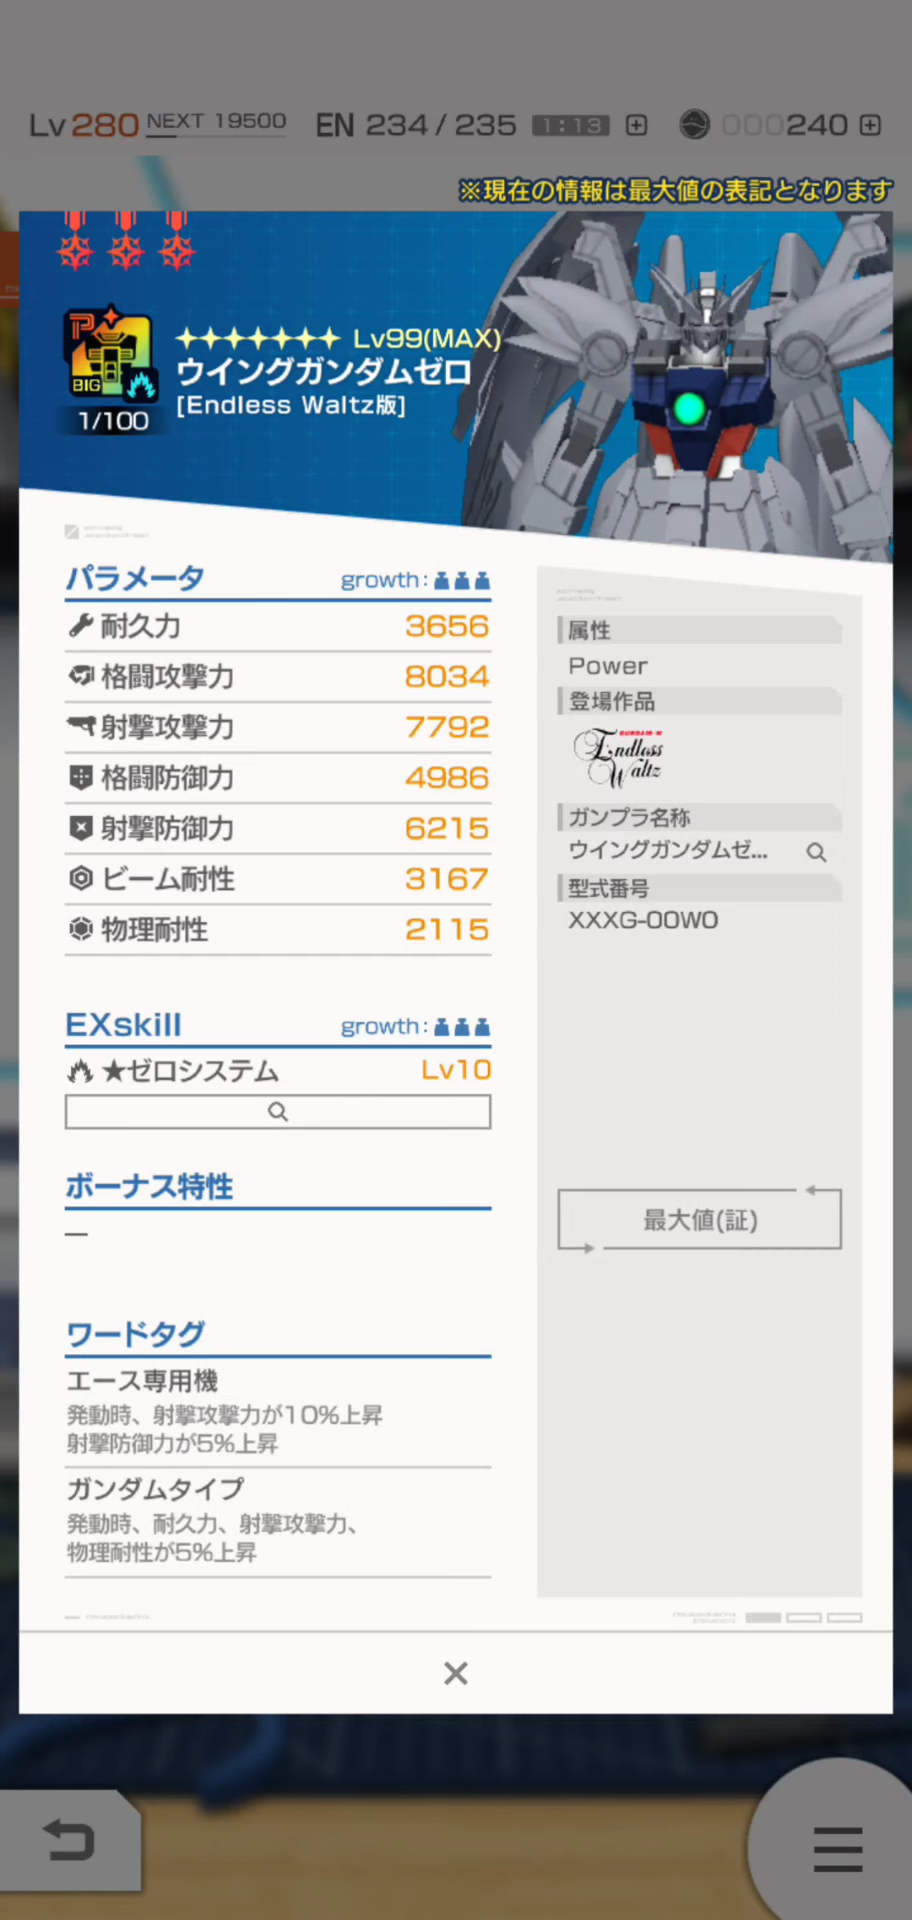 Lv280 NEXT 19500 EN 234/235 1:13 000240
※現在の情報は最大値の表記となります
P BIG
✦✦✦✦✦✦✦ Lv99(MAX)
ウイングガンダムゼロ
[Endless Waltz版]
1/100
パラメータ growth:
耐久力 3656
格闘攻撃力 8034
射撃攻撃力 7792
格闘防御力 4986
射撃防御力 6215
ビーム耐性 3167
物理耐性 2115
EXskill growth:
★ゼロシステム Lv10
ボーナス特性
—
ワードタグ
エース専用機
発動時、射撃攻撃力が10%上昇
射撃防御力が5%上昇
ガンダムタイプ
発動時、耐久力、射撃攻撃力、
物理耐性が5%上昇
属性
Power
登場作品
GUNDAM-W
Endless
Waltz
ガンプラ名称
ウイングガンダムゼ...
型式番号
XXXG-00W0
最大値(証)
×